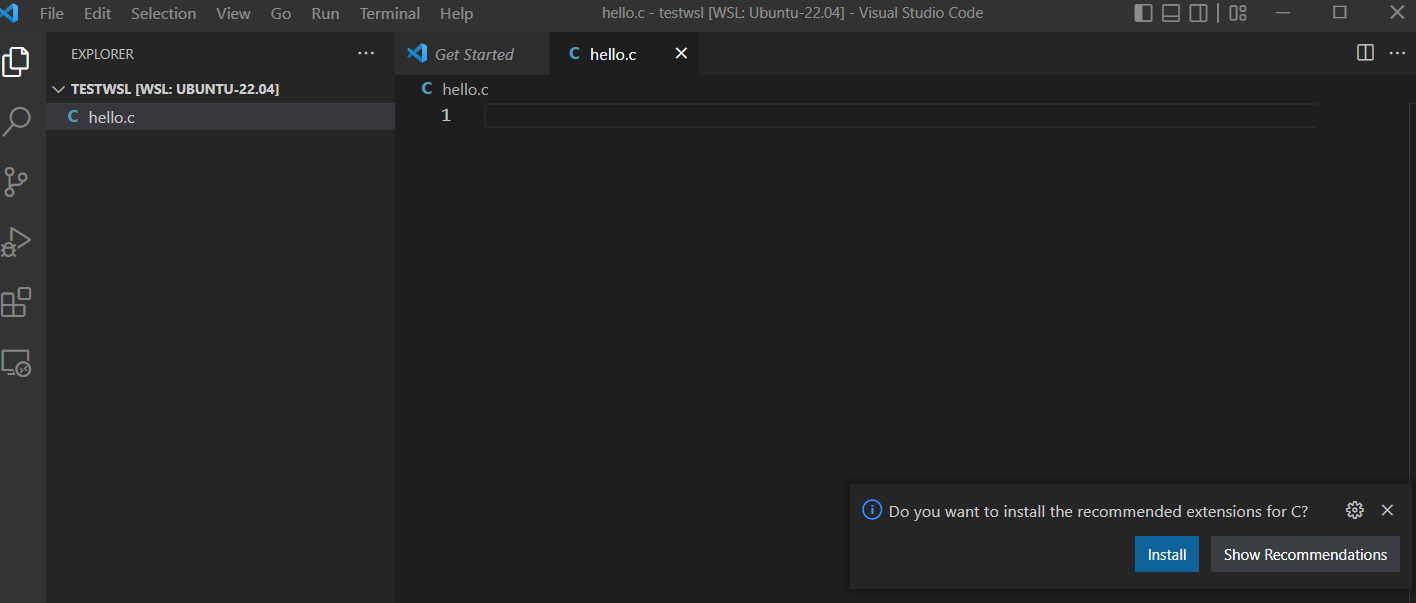 File Edit Selection View Go Run Terminal Help hello.c - testwsl [WSL: Ubuntu-22.04] - Visual Studio Code
EXPLORER
Get Started
C hello.c
TESTWSL [WSL: UBUNTU-22.04]
C hello.c
C hello.c
1
Do you want to install the recommended extensions for C?
Install Show Recommendations